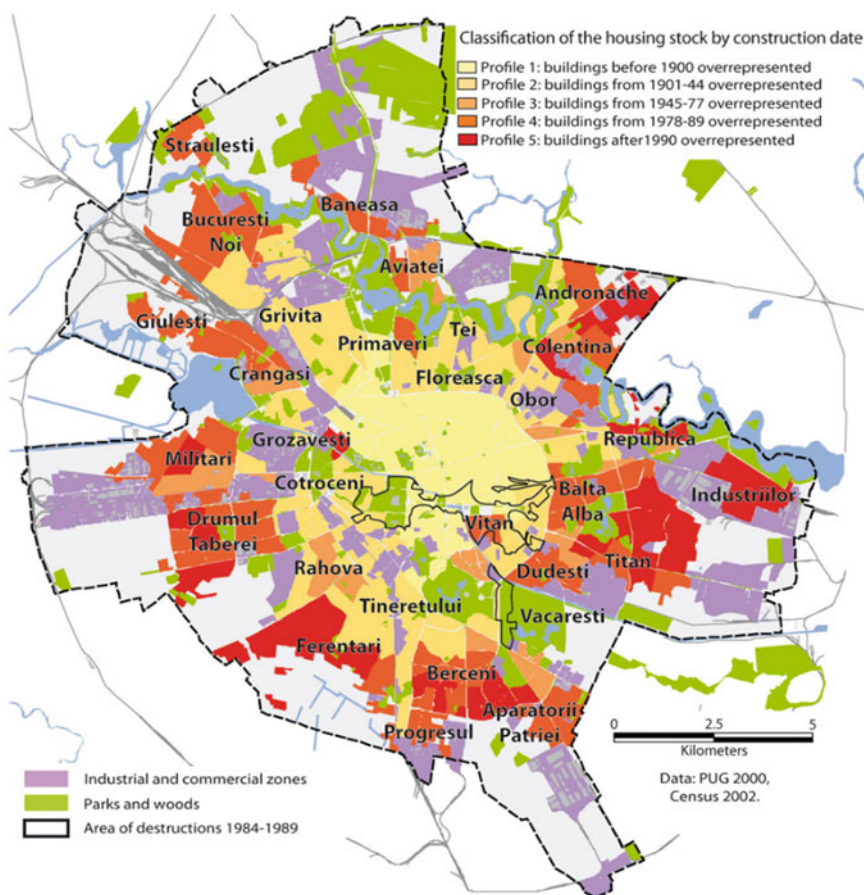 Classification of the housing stock by construction date
Profile 1: buildings before 1900 overrepresented
Profile 2: buildings from 1901-44 overrepresented
Profile 3: buildings from 1945-77 overrepresented
Profile 4: buildings from 1978-89 overrepresented
Profile 5: buildings after1990 overrepresented
Straulesti
Bucuresti
Noi
Baneasa
Aviatei
Andronache
Giulesti
Grivita
Primaveri
Tei
Colentina
Crangasi
Floreasca
Obor
Militari
Grozavesti
Republica
Cotroceni
Balta
Alba
Industriilor
Drumul
Taberei
Vitan
Rahova
Dudesti
Titan
Tineretului
Vacaresti
Ferentari
Berceni
Aparatorii
Patriei
Progresul
0 2.5 5
Kilometers
Data: PUG 2000,
Census 2002.
Industrial and commercial zones
Parks and woods
Area of destructions 1984-1989